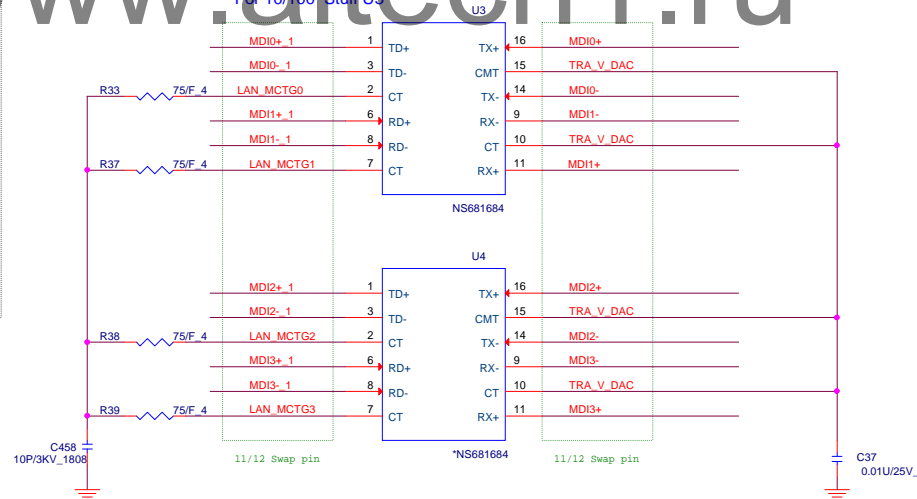 For 10/100 Stuff U3
U3
MDI0+_1 1 TD+ TX+ 16 MDI0+
MDI0-_1 3 TD- CMT 15 TRA_V_DAC
R33 75/F_4 LAN_MCTG0 2 CT TX- 14 MDI0-
MDI1+_1 6 RD+ RX- 9 MDI1-
MDI1-_1 8 RD- CT 10 TRA_V_DAC
R37 75/F_4 LAN_MCTG1 7 CT RX+ 11 MDI1+
NS681684
U4
MDI2+_1 1 TD+ TX+ 16 MDI2+
MDI2-_1 3 TD- CMT 15 TRA_V_DAC
R38 75/F_4 LAN_MCTG2 2 CT TX- 14 MDI2-
MDI3+_1 6 RD+ RX- 9 MDI3-
MDI3-_1 8 RD- CT 10 TRA_V_DAC
R39 75/F_4 LAN_MCTG3 7 CT RX+ 11 MDI3+
C458
10P/3KV_1808
11/12 Swap pin
*NS681684
11/12 Swap pin
C37
0.01U/25V_